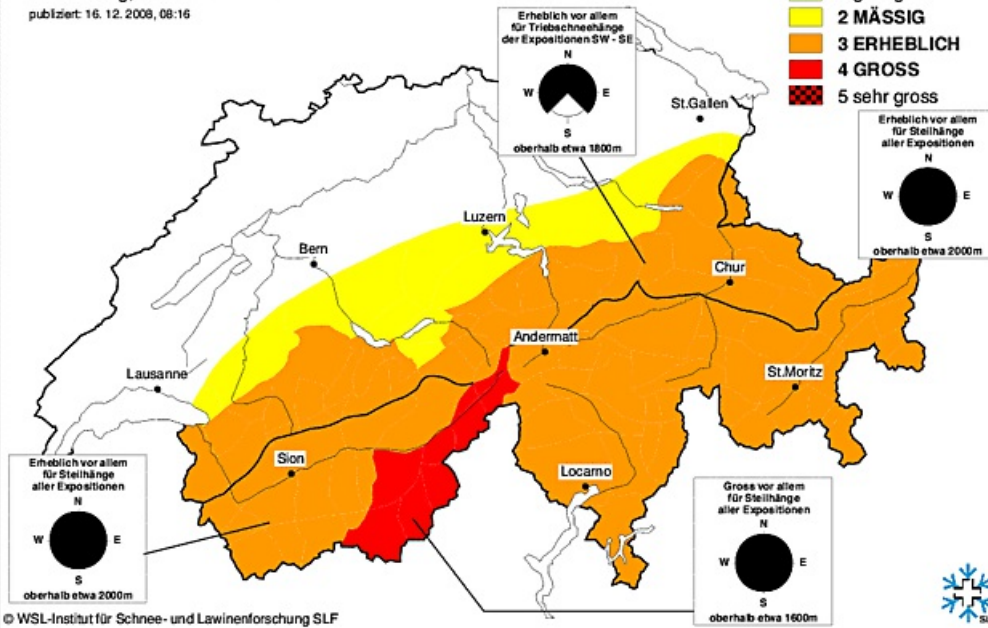 publiziert: 16. 12. 2008, 08:16
2 MÄSSIG
3 ERHEBLICH
4 GROSS
5 sehr gross
Erheblich vor allem
für Triebschneehänge
der Expositionen SW - SE
N
W E
S
oberhalb etwa 1800m
St.Gallen
Erheblich vor allem
für Steilhänge
aller Expositionen
N
W E
S
oberhalb etwa 2000m
Luzern
Bern
Chur
Andermatt
Lausanne
St.Moritz
Sion
Locarno
Erheblich vor allem
für Steilhänge
aller Expositionen
N
W E
S
oberhalb etwa 2000m
Gross vor allem
für Steilhänge
aller Expositionen
N
W E
S
oberhalb etwa 1600m
© WSL-Institut für Schnee- und Lawinenforschung SLF